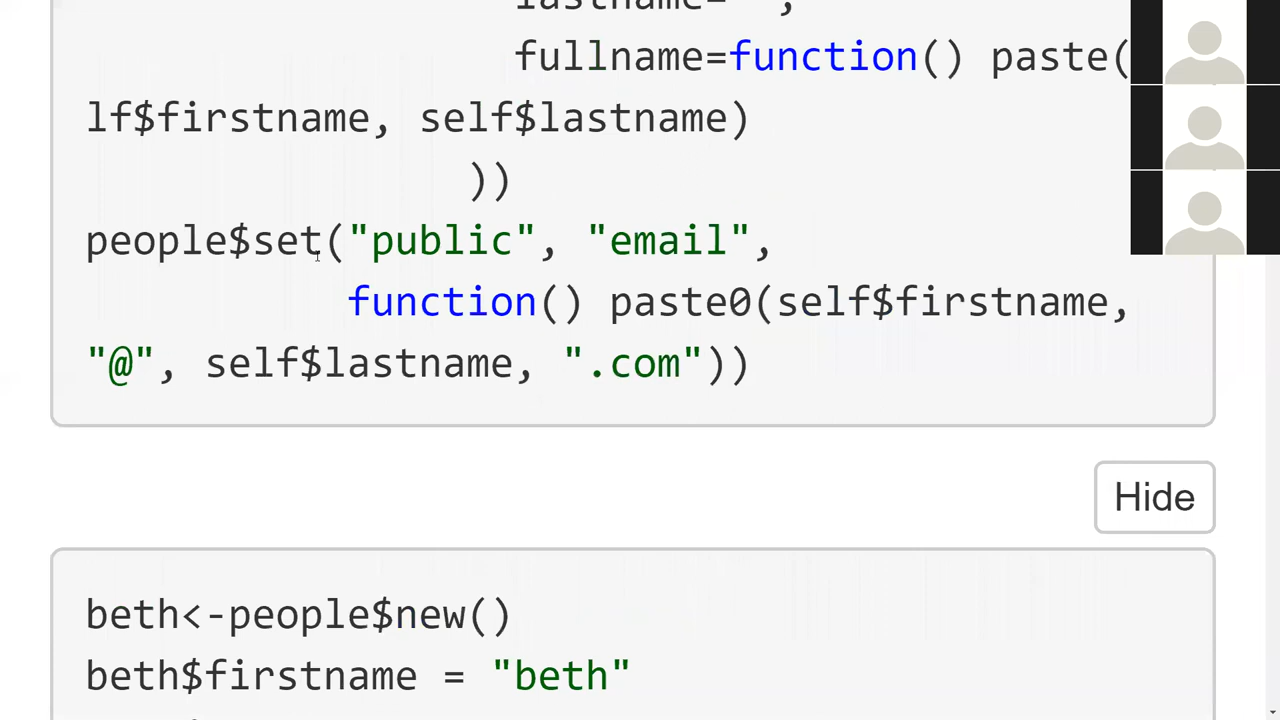 lastname=" ",
fullname=function() paste(
lf$firstname, self$lastname)
))
people$set("public", "email",
function() paste0(self$firstname,
"@", self$lastname, ".com"))
Hide
beth<-people$new()
beth$firstname = "beth"